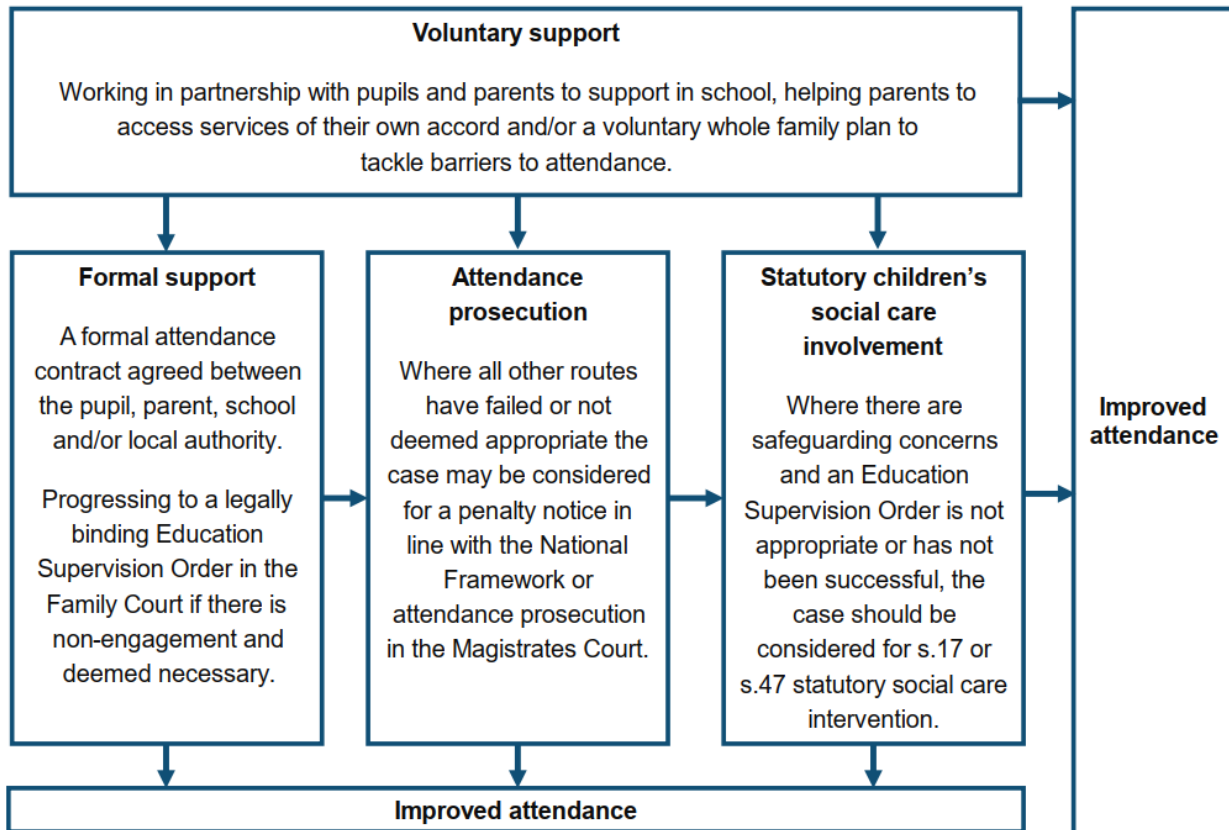 Voluntary support
Working in partnership with pupils and parents to support in school, helping parents to
access services of their own accord and/or a voluntary whole family plan to
tackle barriers to attendance.
Formal support
A formal attendance
contract agreed between
the pupil, parent, school
and/or local authority.
Progressing to a legally
binding Education
Supervision Order in the
Family Court if there is
non-engagement and
deemed necessary.
Attendance
prosecution
Where all other routes
have failed or not
deemed appropriate the
case may be considered
for a penalty notice in
line with the National
Framework or
attendance prosecution
in the Magistrates Court.
Statutory children’s
social care
involvement
Where there are
safeguarding concerns
and an Education
Supervision Order is not
appropriate or has not
been successful, the
case should be
considered for s.17 or
s.47 statutory social care
intervention.
Improved
attendance
Improved attendance